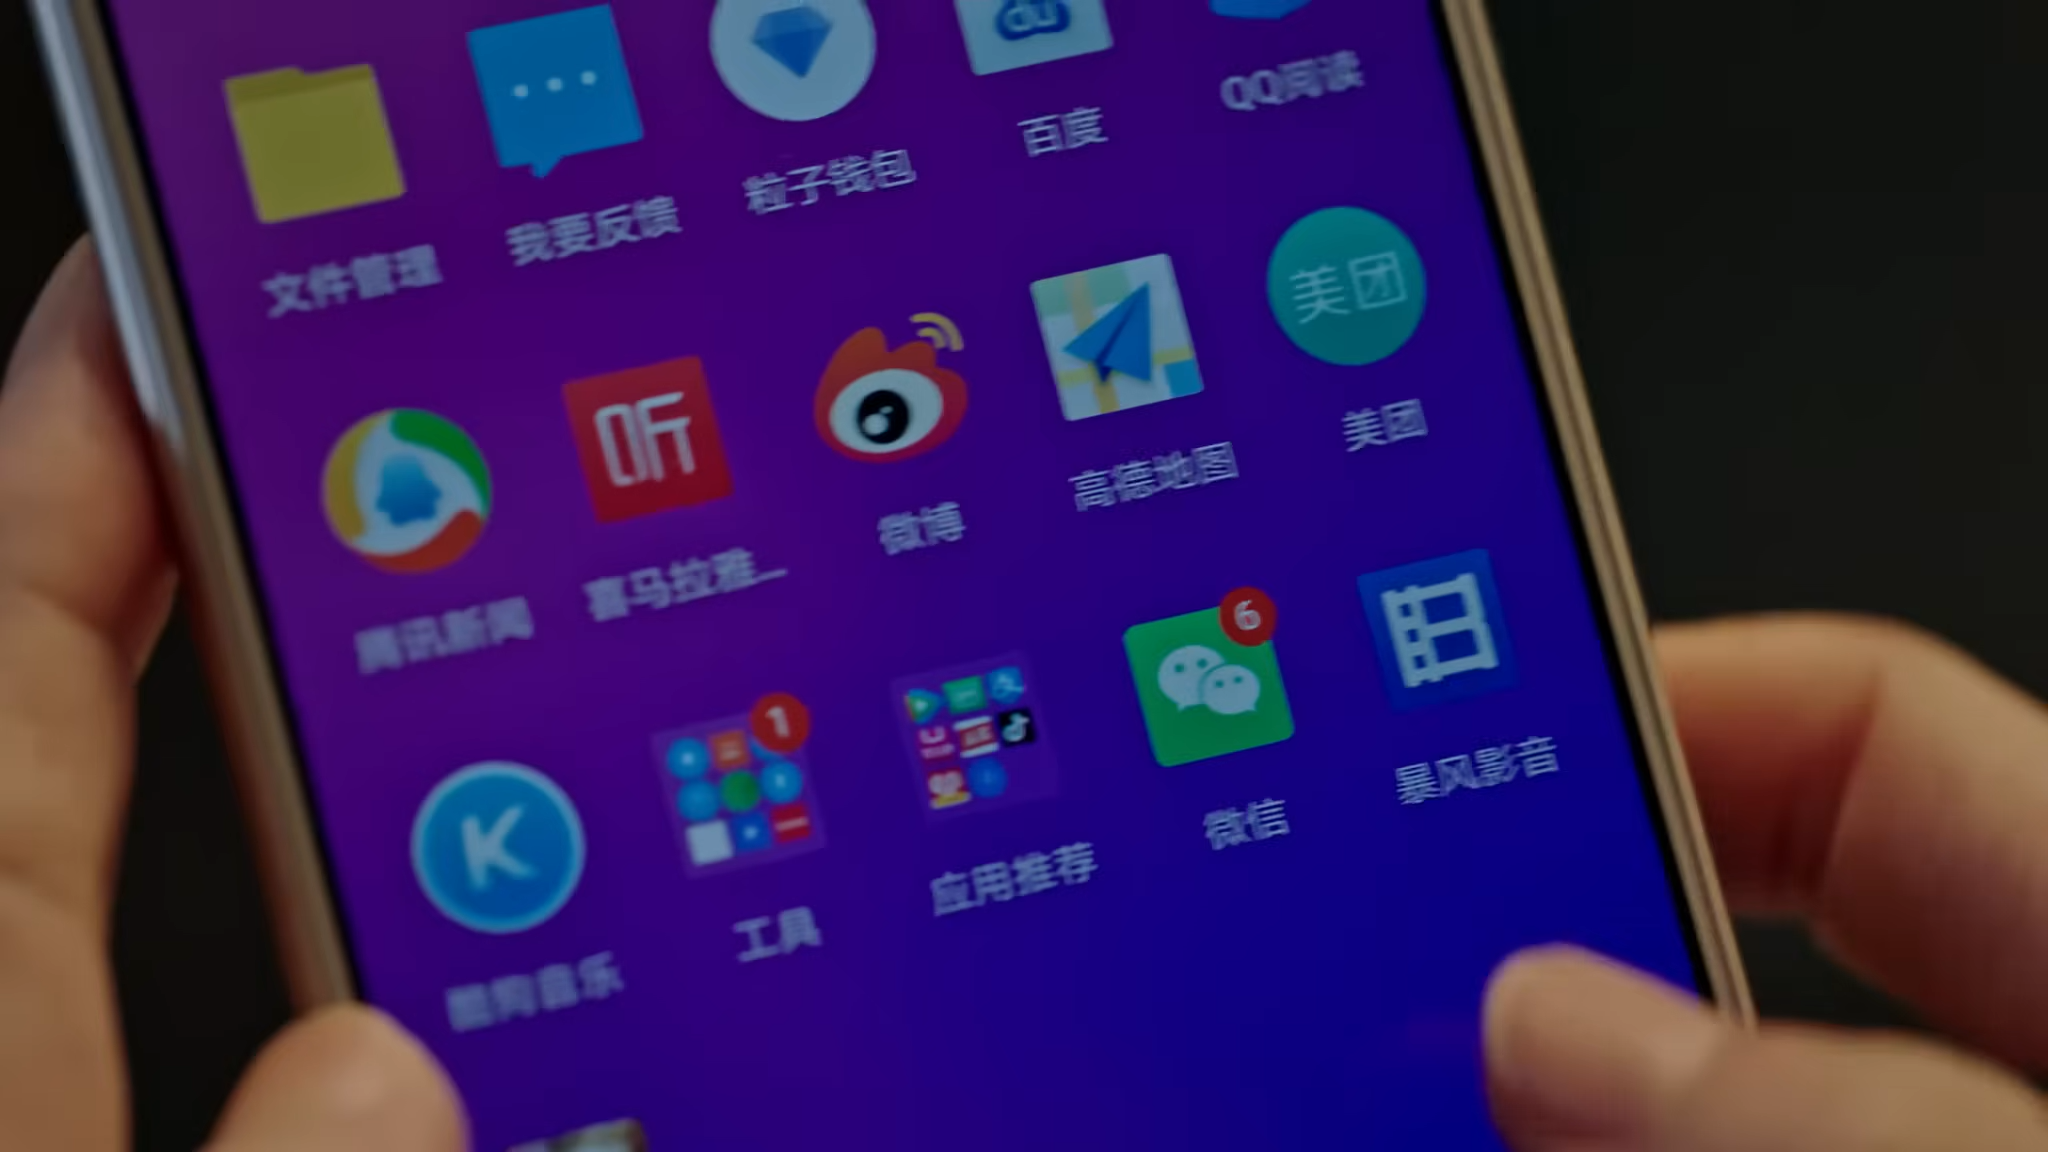 du
文件管理
我要反馈
粒子钱包
百度
QQ阅读
听
美团
腾讯新闻
喜马拉雅...
微博
高德地图
美团
K
1
6
酷狗音乐
工具
应用推荐
微信
暴风影音